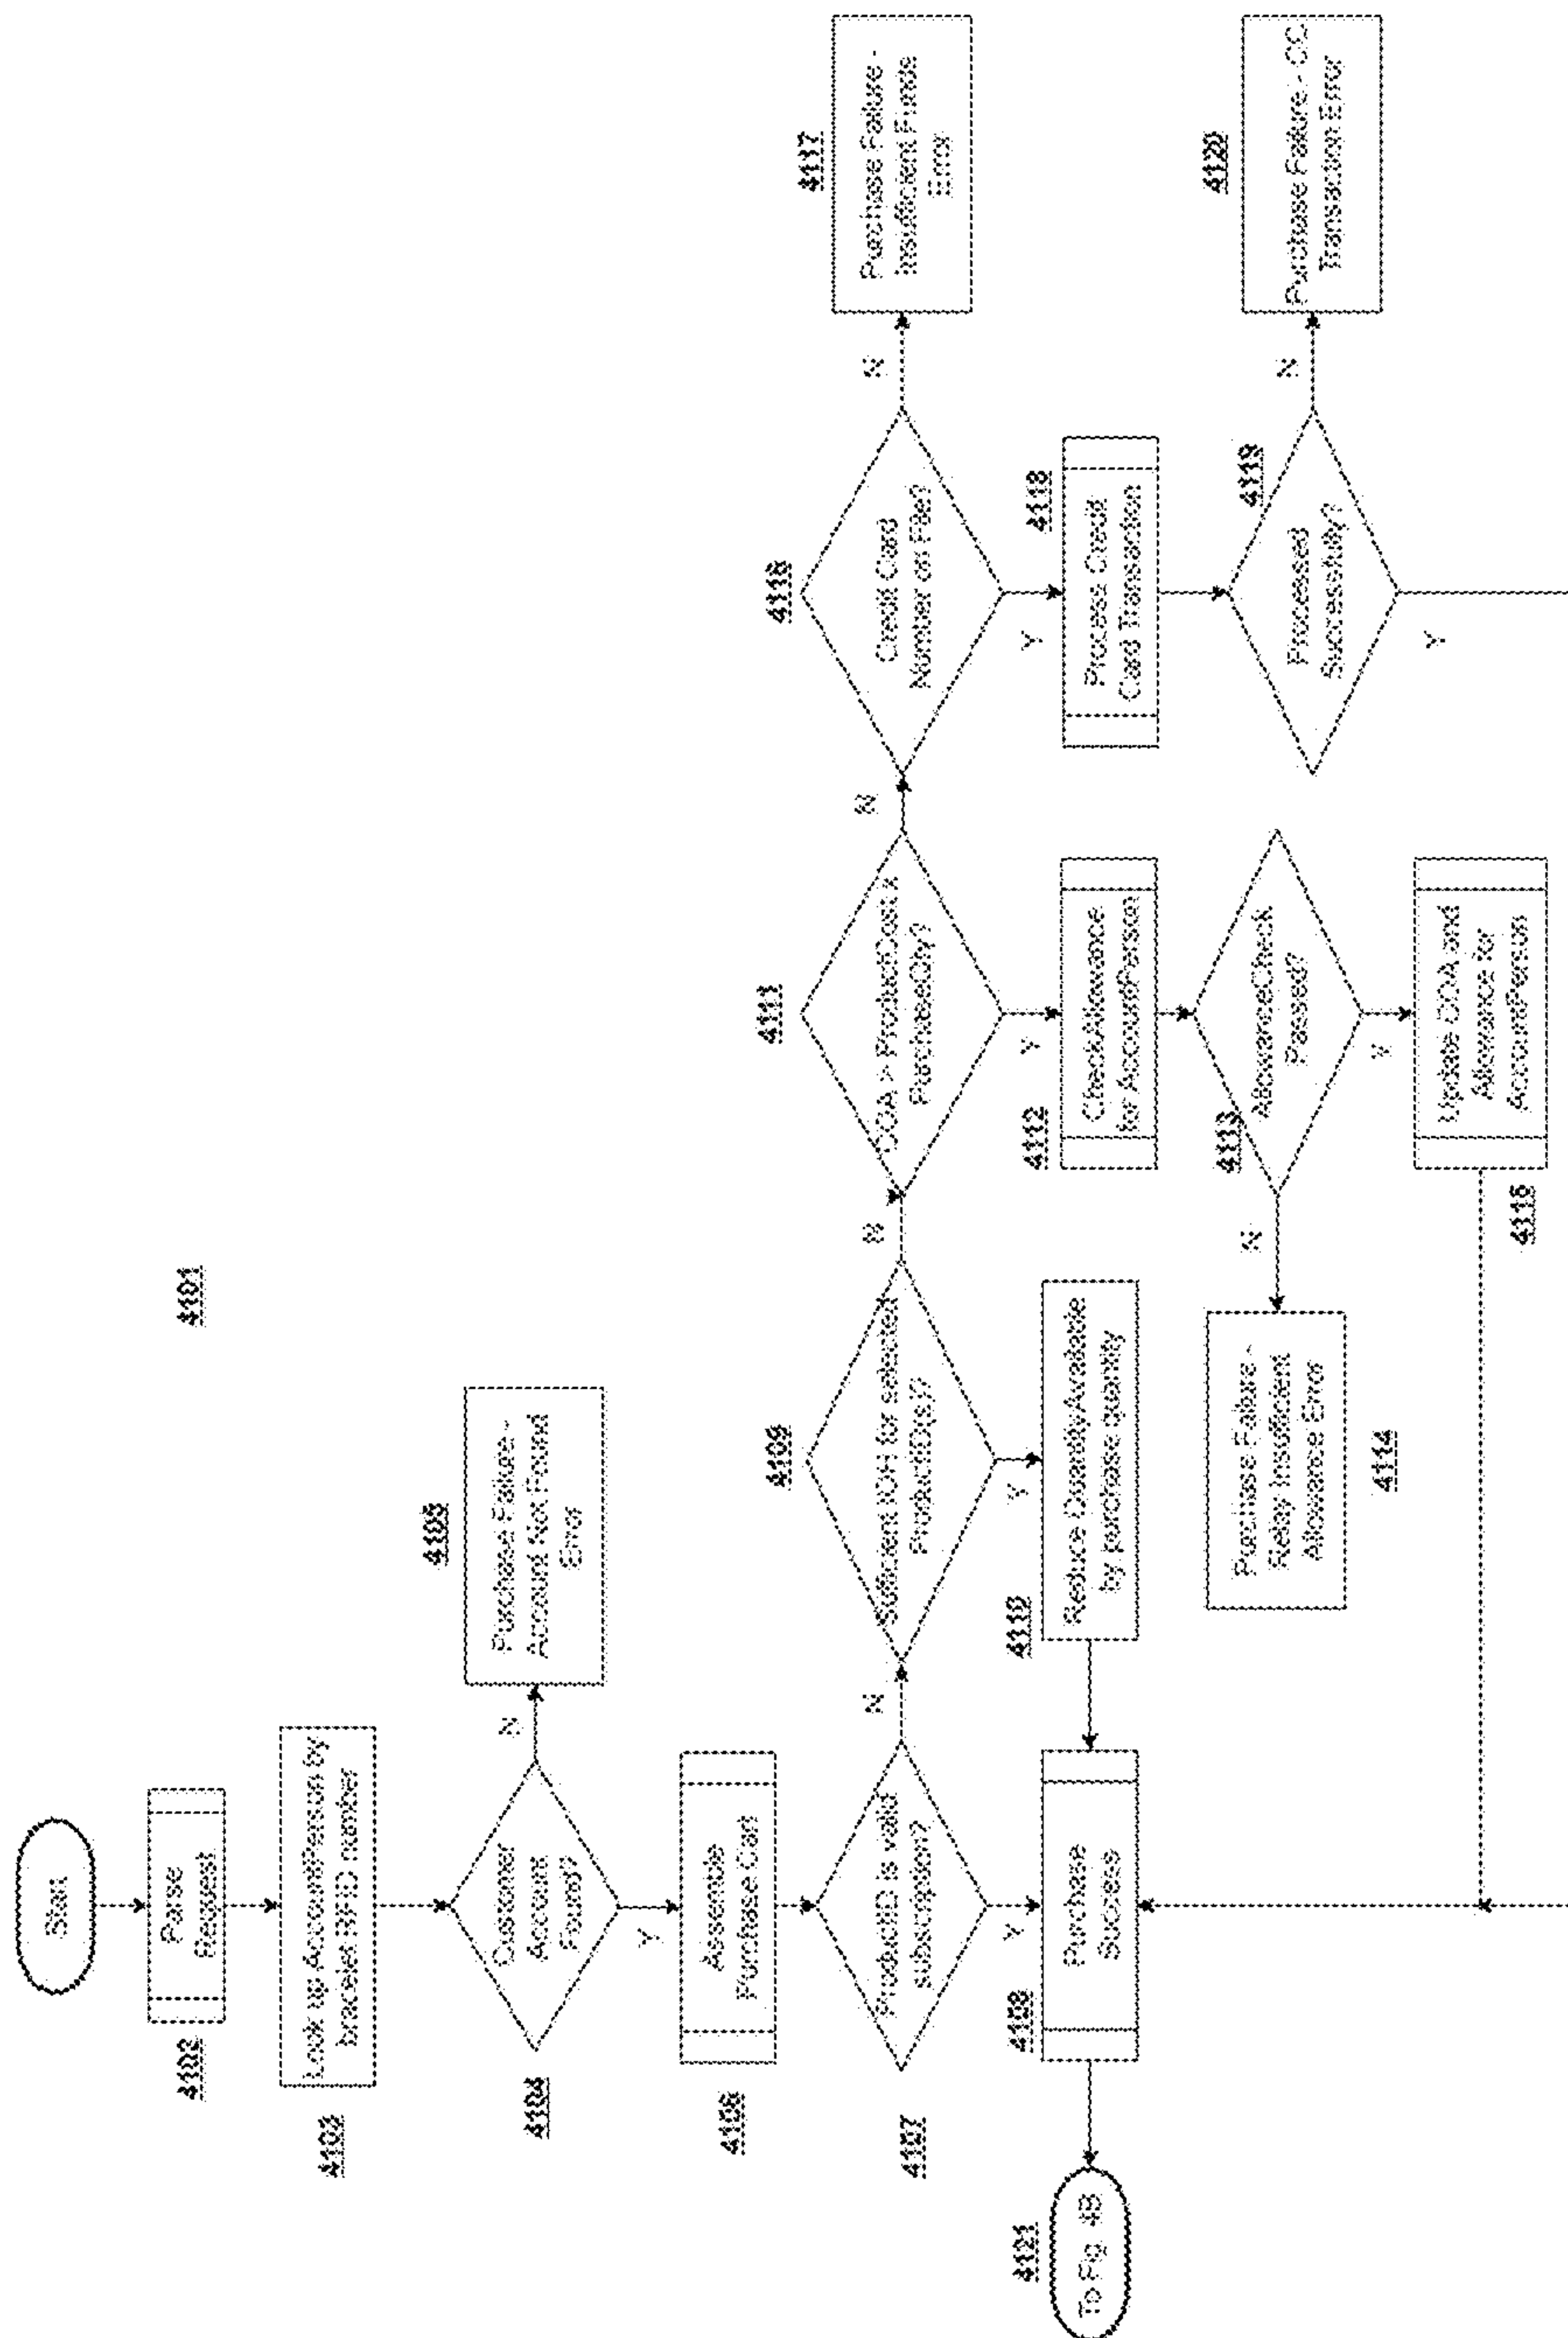 4101
Start
4102
Parse
Request
4103
Look up AccountPerson by
bracelet RFID number
4104
Customer
Account
Found?
N
4105
Purchase Failure -
Account Not Found
Error
Y
4106
Assemble
Purchase Cart
4107
ProductID is valid
subscription?
N
4109
Sufficient IOH for selected
ProductID(s)?
N
4111
COA > ProductCost x
PurchaseQty?
N
4116
Credit Card
Number on File?
N
4117
Purchase Failure -
Insufficient Funds
Error
Y
Y
Y
Y
4121
To Fig. 4B
4108
Purchase
Success
4110
Reduce QuantityAvailable
by purchase quantity
4112
CheckAllowance
for AccountPerson
4118
Process Credit
Card Transaction
4114
Purchase Failure -
Relay Insufficient
Allowance Error
N
4113
AllowanceCheck
Passed?
4119
Processed
Successfully?
N
4120
Purchase Failure - CC
Transaction Error
Y
Y
4115
Update COA and
Allowance for
AccountPerson